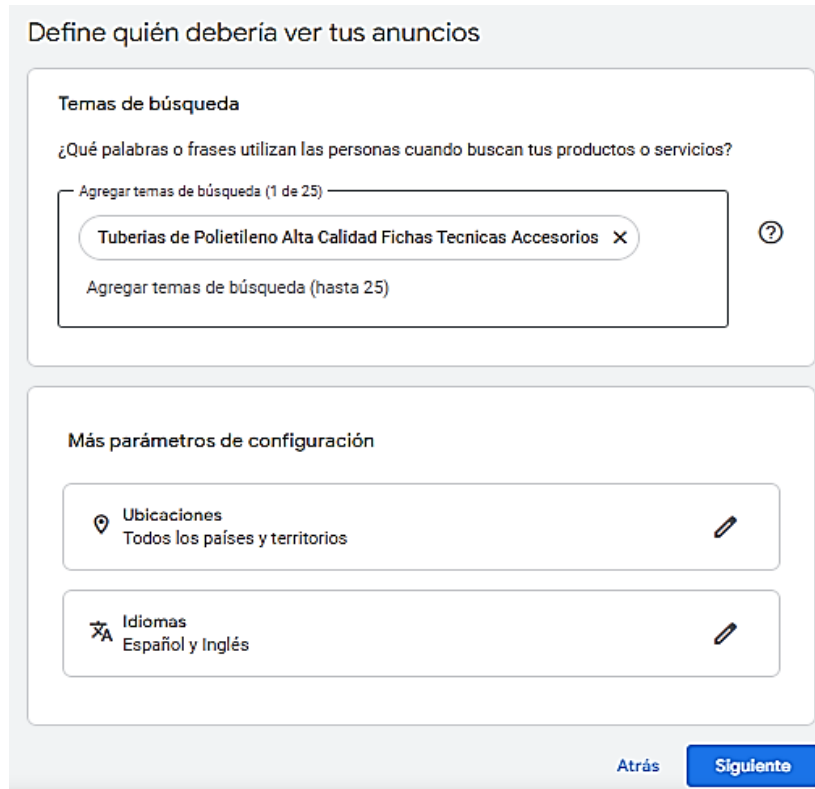 Define quién debería ver tus anuncios
Temas de búsqueda
¿Qué palabras o frases utilizan las personas cuando buscan tus productos o servicios?
Agregar temas de búsqueda (1 de 25)
Tuberias de Polietileno Alta Calidad Fichas Tecnicas Accesorios
Agregar temas de búsqueda (hasta 25)
Más parámetros de configuración
Ubicaciones
Todos los países y territorios
Idiomas
Español y Inglés
Atrás Siguiente